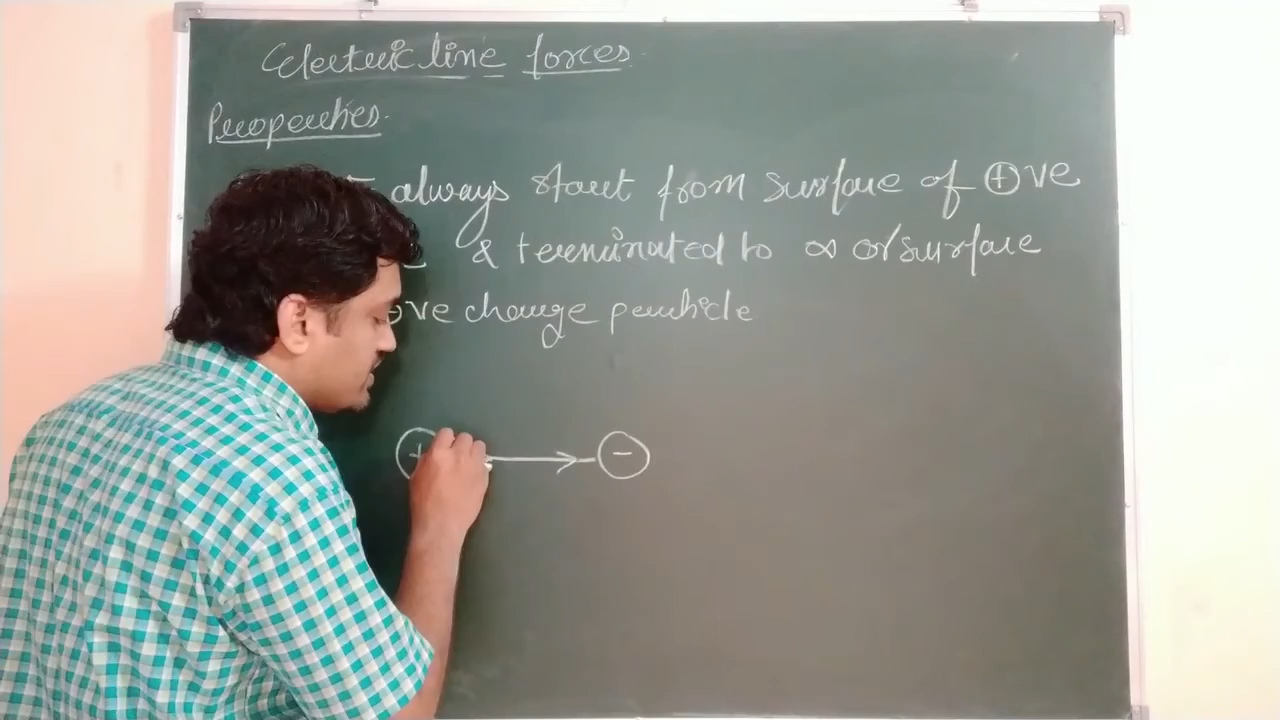 Electric line forces.
Properties.
always start from surface of ⊕ve
& terminated to ∞ or surface
⊖ve charge particle
+ -